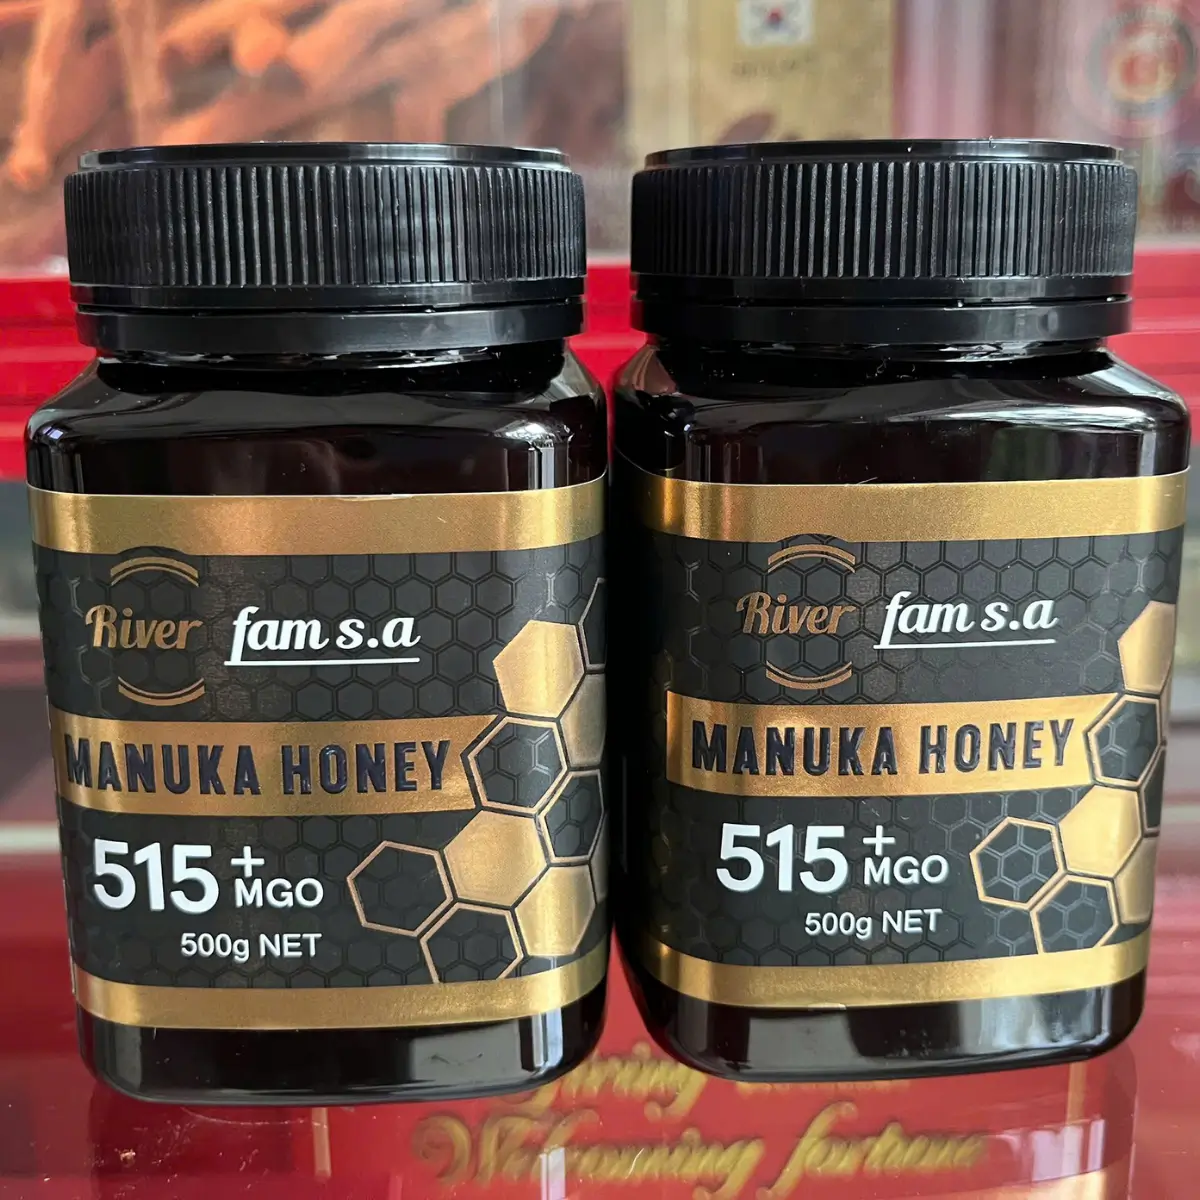 River fam s.a
MANUKA HONEY
515+ MGO
500g NET
River fam s.a
MANUKA HONEY
515+ MGO
500g NET
Welcoming fortune